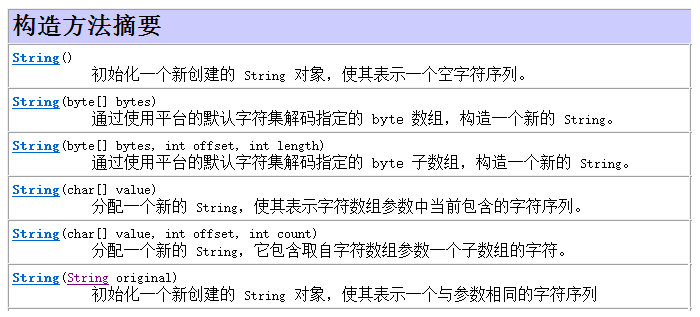 构造方法摘要
String()
初始化一个新创建的 String 对象，使其表示一个空字符序列。
String(byte[] bytes)
通过使用平台的默认字符集解码指定的 byte 数组，构造一个新的 String。
String(byte[] bytes, int offset, int length)
通过使用平台的默认字符集解码指定的 byte 子数组，构造一个新的 String。
String(char[] value)
分配一个新的 String，使其表示字符数组参数中当前包含的字符序列。
String(char[] value, int offset, int count)
分配一个新的 String，它包含取自字符数组参数一个子数组的字符。
String(String original)
初始化一个新创建的 String 对象，使其表示一个与参数相同的字符序列